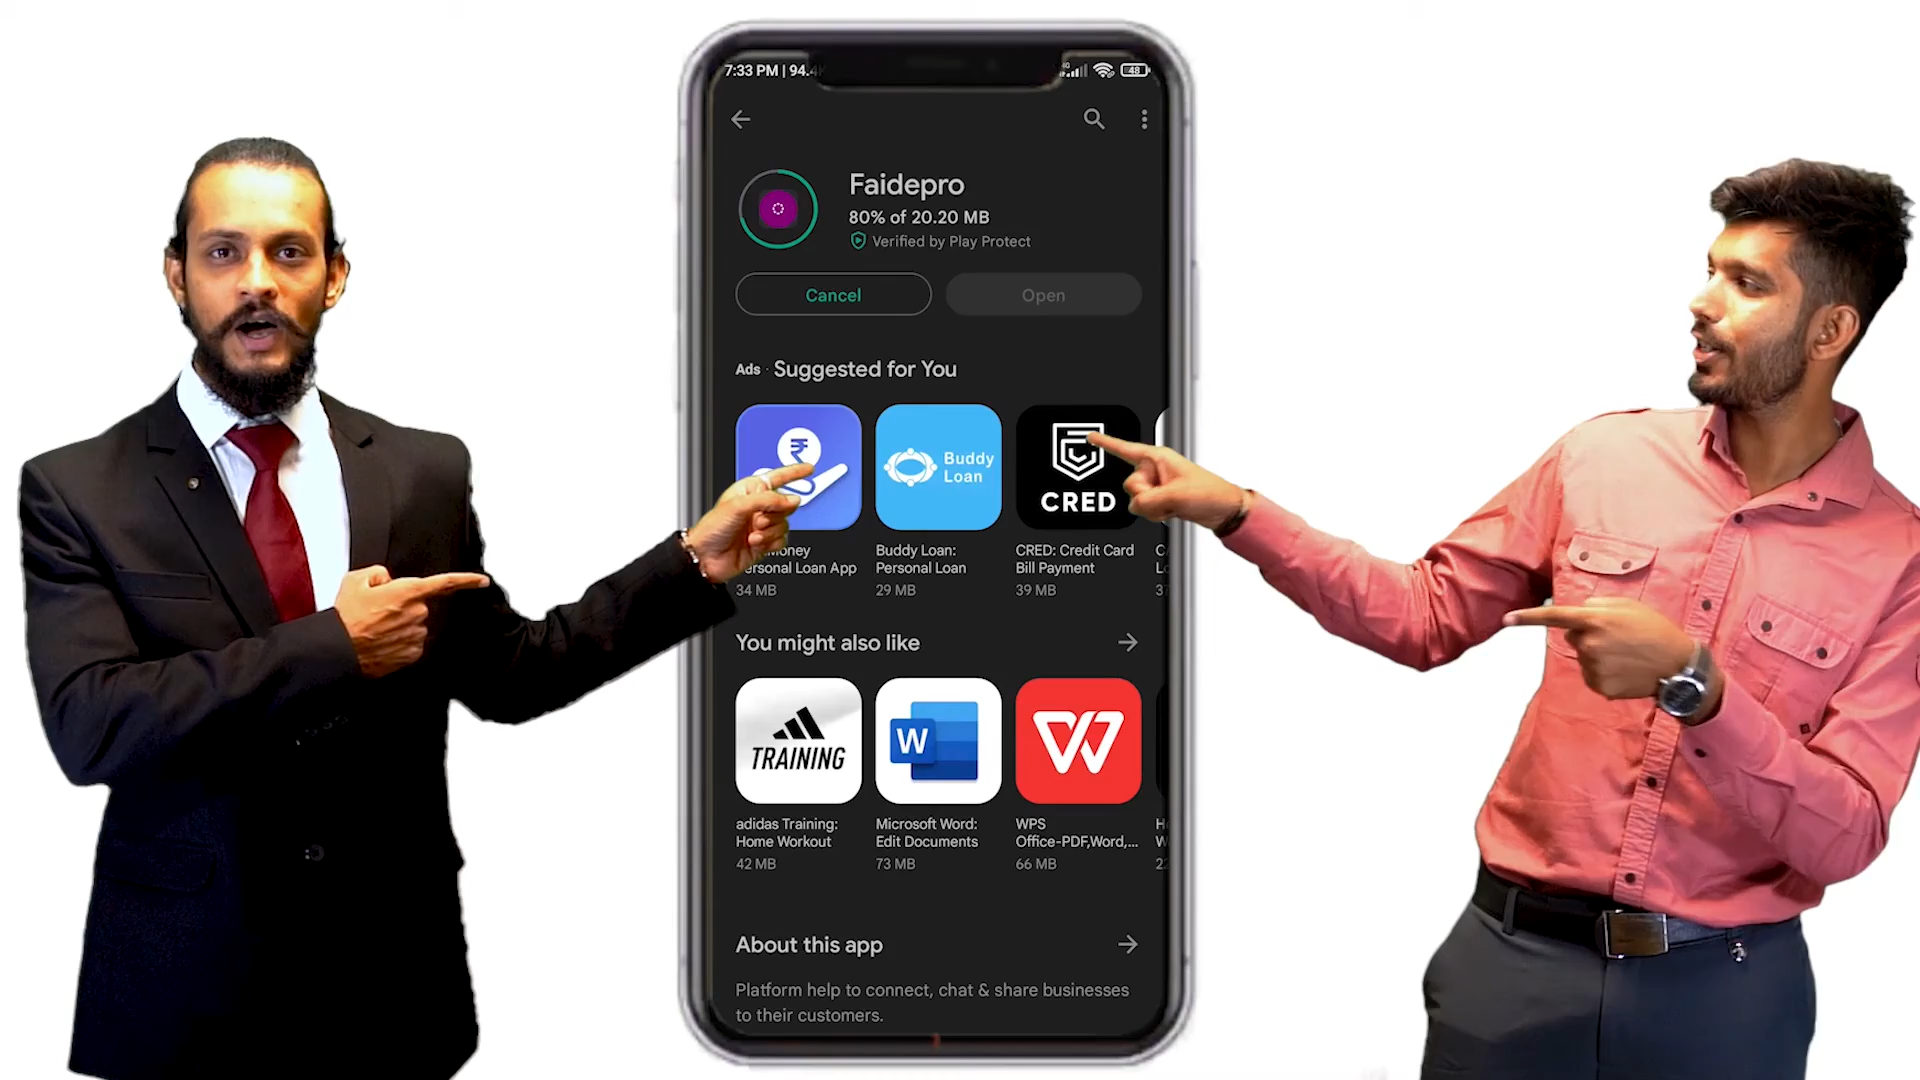 7:33 PM | 94.4
4G
48
Faidepro
80% of 20.20 MB
Verified by Play Protect
Cancel
Open
Ads · Suggested for You
₹
Buddy
Loan
CRED
Personal Loan App
34 MB
Buddy Loan:
Personal Loan
29 MB
CRED: Credit Card
Bill Payment
39 MB
You might also like
TRAINING
W
W
adidas Training:
Home Workout
42 MB
Microsoft Word:
Edit Documents
73 MB
WPS
Office-PDF,Word,...
66 MB
About this app
Platform help to connect, chat & share businesses
to their customers.